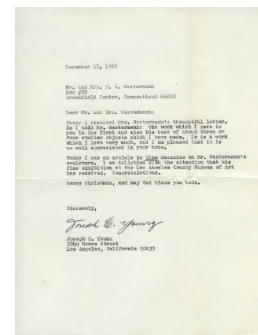 December 17, 1968
Mr. and Mrs. H. C. Westermann
Box #28
Brookfield Center, Connecticut 06805
Dear Mr. and Mrs. Westermann:
Today I received Mrs. Westermann's thoughtful letter.
As I told Mr. Westermann: the work which I gave to
you is the first and also the best of about three or
four similar objects which I have made. It is a work
which I love very much, and I am pleased that it is
so well appreciated in your home.
Today I saw an article in Time magazine on Mr. Westermann's
sculpture. I am delighted with the attention that his
fine exhibition at the Los Angeles County Museum of Art
has received. Congratulations.
Merry Christmas, and may God bless you both.
Sincerely,
Joseph E. Young
Joseph E. Young
Hoover Street
Los Angeles, California